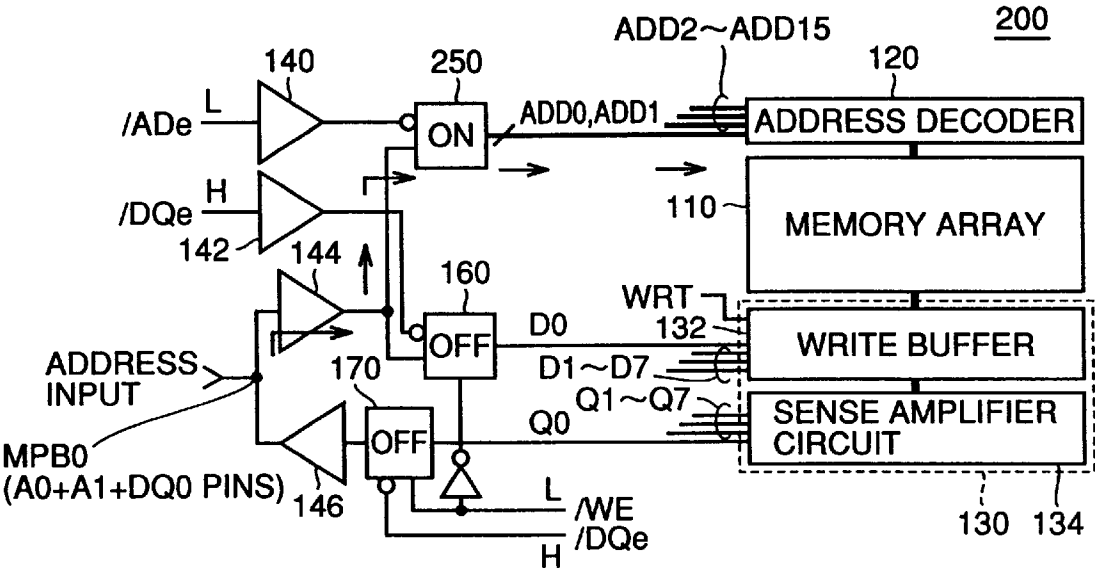 200
ADD2~ADD15
140
250
120
/ADe
L
ON
ADD0,ADD1
ADDRESS DECODER
110
MEMORY ARRAY
/DQe
H
142
144
160
WRT
132
OFF
D0
WRITE BUFFER
ADDRESS
INPUT
170
D1~D7
Q1~Q7
OFF
Q0
SENSE AMPLIFIER
CIRCUIT
MPB0
(A0+A1+DQ0 PINS)
146
L
/WE
H
/DQe
130
134